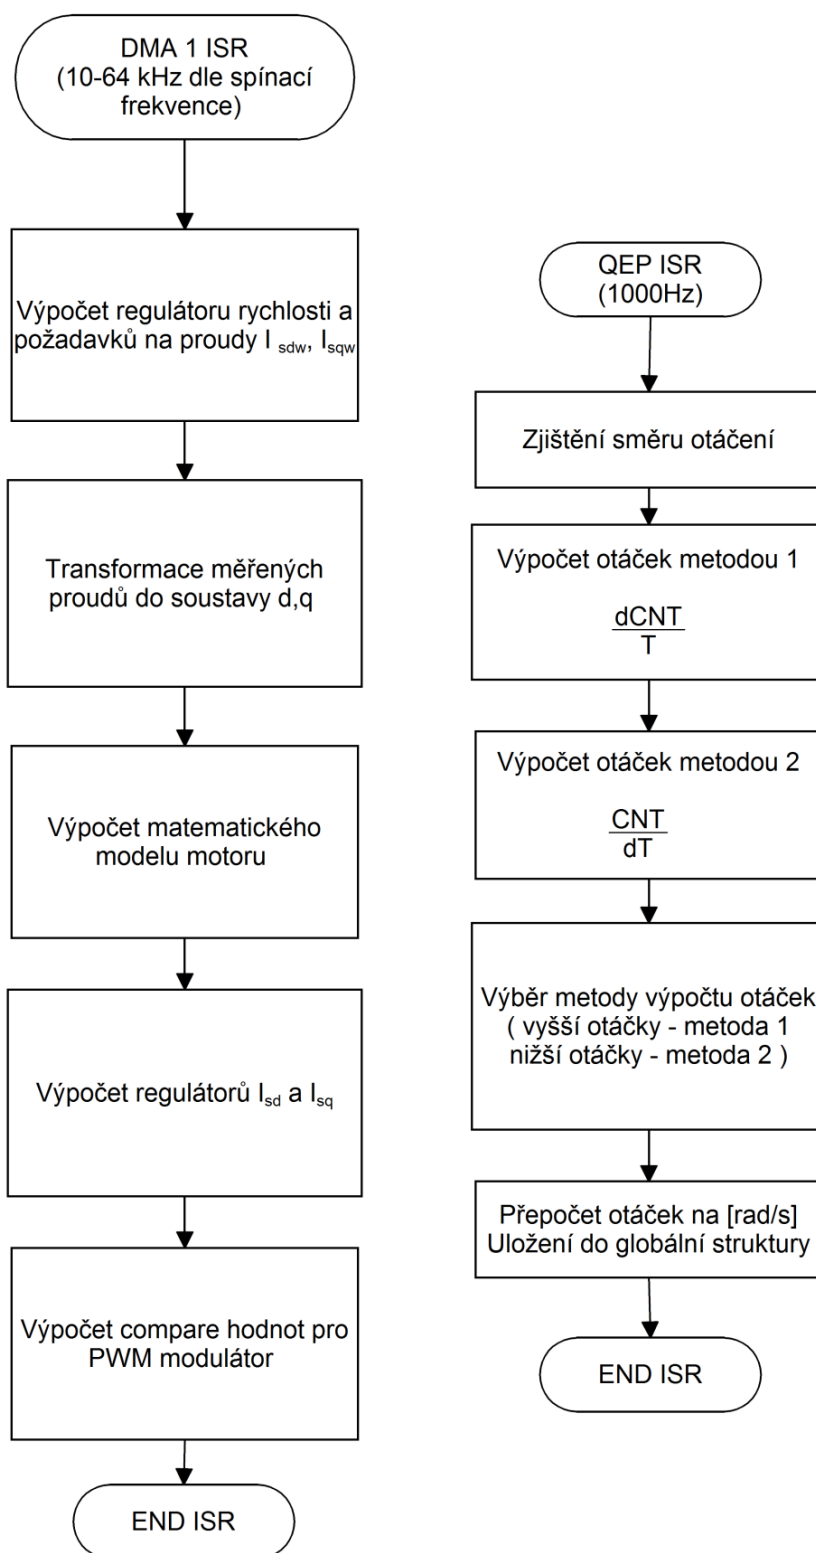 DMA 1 ISR
(10-64 kHz dle spínací
frekvence)
Výpočet regulátoru rychlosti a
požadavků na proudy I sdw, Isqw
Transformace měřených
proudů do soustavy d,q
Výpočet matematického
modelu motoru
Výpočet regulátorů Isd a Isq
Výpočet compare hodnot pro
PWM modulátor
END ISR
QEP ISR
(1000Hz)
Zjištění směru otáčení
Výpočet otáček metodou 1
dCNT
T
Výpočet otáček metodou 2
CNT
dT
Výběr metody výpočtu otáček
( vyšší otáčky - metoda 1
nižší otáčky - metoda 2 )
Přepočet otáček na [rad/s]
Uložení do globální struktury
END ISR